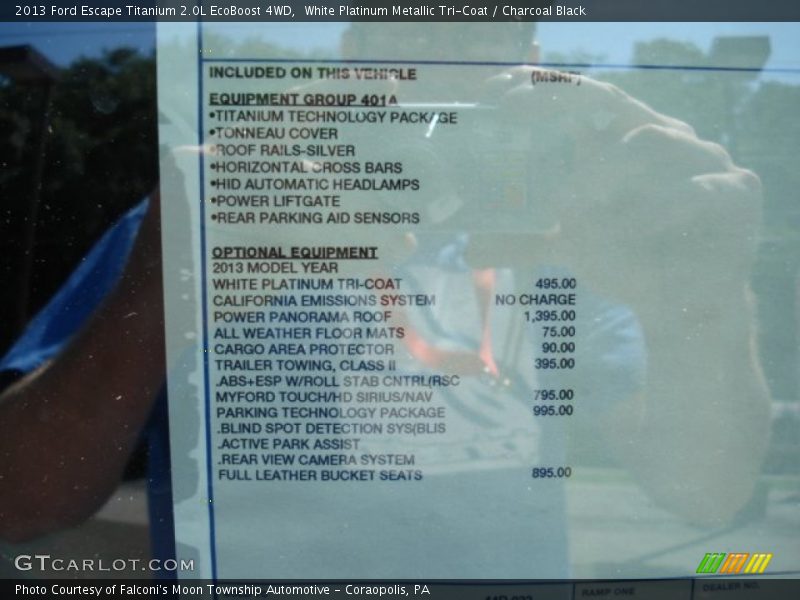 2013 Ford Escape Titanium 2.0L EcoBoost 4WD,  White Platinum Metallic Tri-Coat / Charcoal Black
INCLUDED ON THIS VEHICLE (MSRP)
EQUIPMENT GROUP 401A
•TITANIUM TECHNOLOGY PACKAGE
•TONNEAU COVER
•ROOF RAILS-SILVER
•HORIZONTAL CROSS BARS
•HID AUTOMATIC HEADLAMPS
•POWER LIFTGATE
•REAR PARKING AID SENSORS
OPTIONAL EQUIPMENT
2013 MODEL YEAR
WHITE PLATINUM TRI-COAT 495.00
CALIFORNIA EMISSIONS SYSTEM NO CHARGE
POWER PANORAMA ROOF 1,395.00
ALL WEATHER FLOOR MATS 75.00
CARGO AREA PROTECTOR 90.00
TRAILER TOWING, CLASS II 395.00
.ABS+ESP W/ROLL STAB CNTRL/RSC
MYFORD TOUCH/HD SIRIUS/NAV 795.00
PARKING TECHNOLOGY PACKAGE 995.00
.BLIND SPOT DETECTION SYS(BLIS
.ACTIVE PARK ASSIST
.REAR VIEW CAMERA SYSTEM
FULL LEATHER BUCKET SEATS 895.00
GTCARLOT.COM
RAMP ONE DEALER NO.
Photo Courtesy of Falconi's Moon Township Automotive - Coraopolis, PA